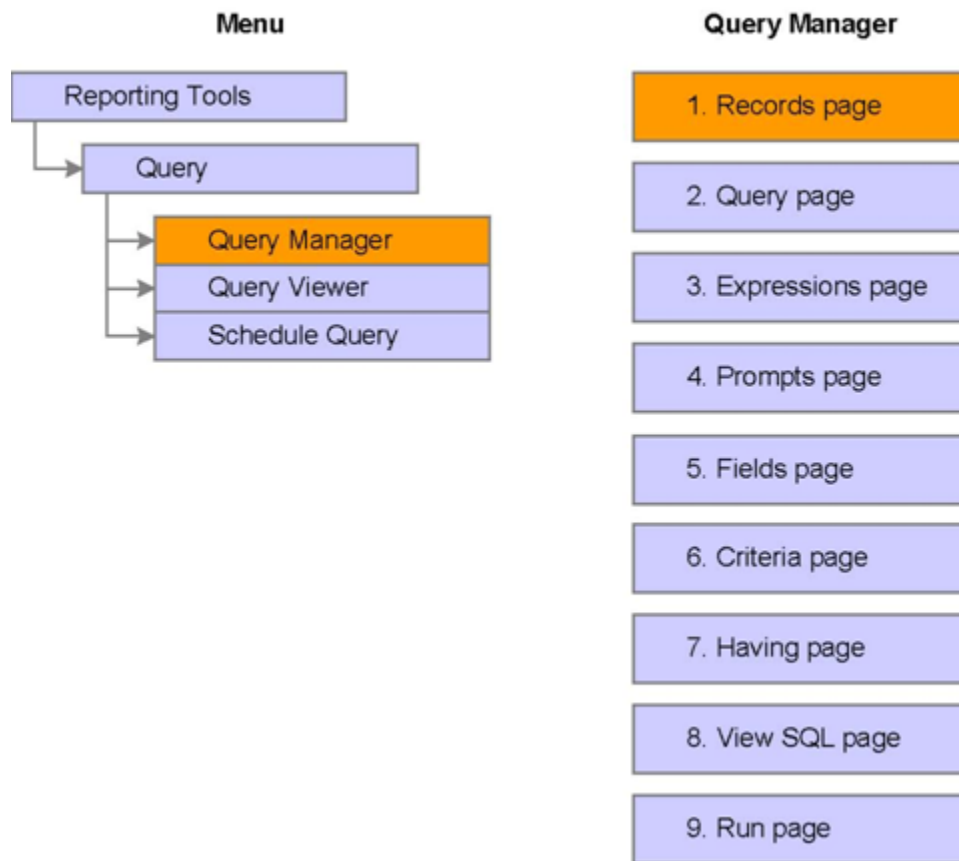 Menu
Reporting Tools
Query
Query Manager
Query Viewer
Schedule Query
Query Manager
1. Records page
2. Query page
3. Expressions page
4. Prompts page
5. Fields page
6. Criteria page
7. Having page
8. View SQL page
9. Run page